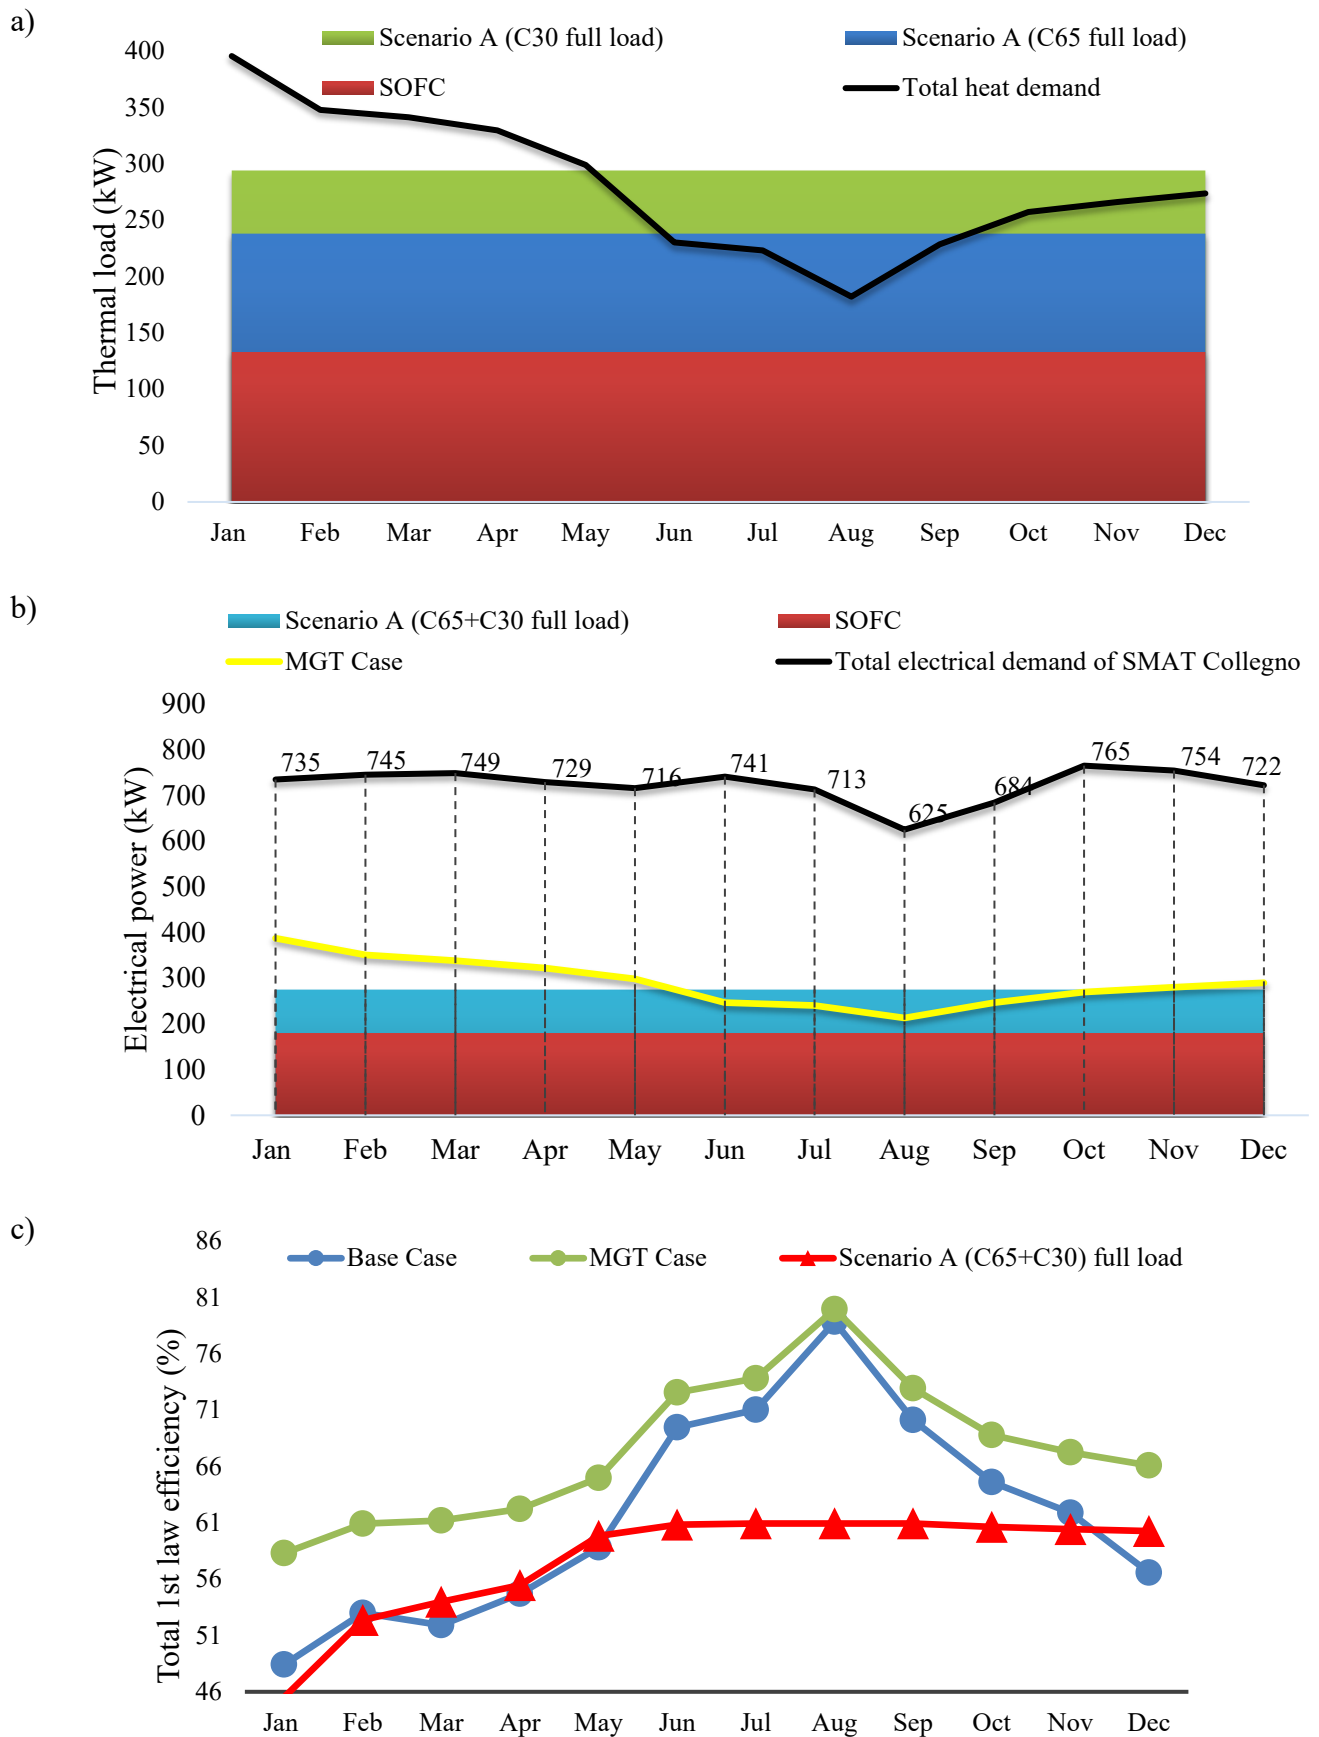 a)
Scenario A (C30 full load)
Scenario A (C65 full load)
SOFC
Total heat demand
Thermal load (kW)
400
350
300
250
200
150
100
50
0
Jan Feb Mar Apr May Jun Jul Aug Sep Oct Nov Dec
b)
Scenario A (C65+C30 full load)
SOFC
MGT Case
Total electrical demand of SMAT Collegno
Electrical power (kW)
900
800
700
600
500
400
300
200
100
0
735 745 749 729 716 741 713 625 684 765 754 722
Jan Feb Mar Apr May Jun Jul Aug Sep Oct Nov Dec
c)
Base Case
MGT Case
Scenario A (C65+C30) full load
Total 1st law efficiency (%)
86
81
76
71
66
61
56
51
46
Jan Feb Mar Apr May Jun Jul Aug Sep Oct Nov Dec